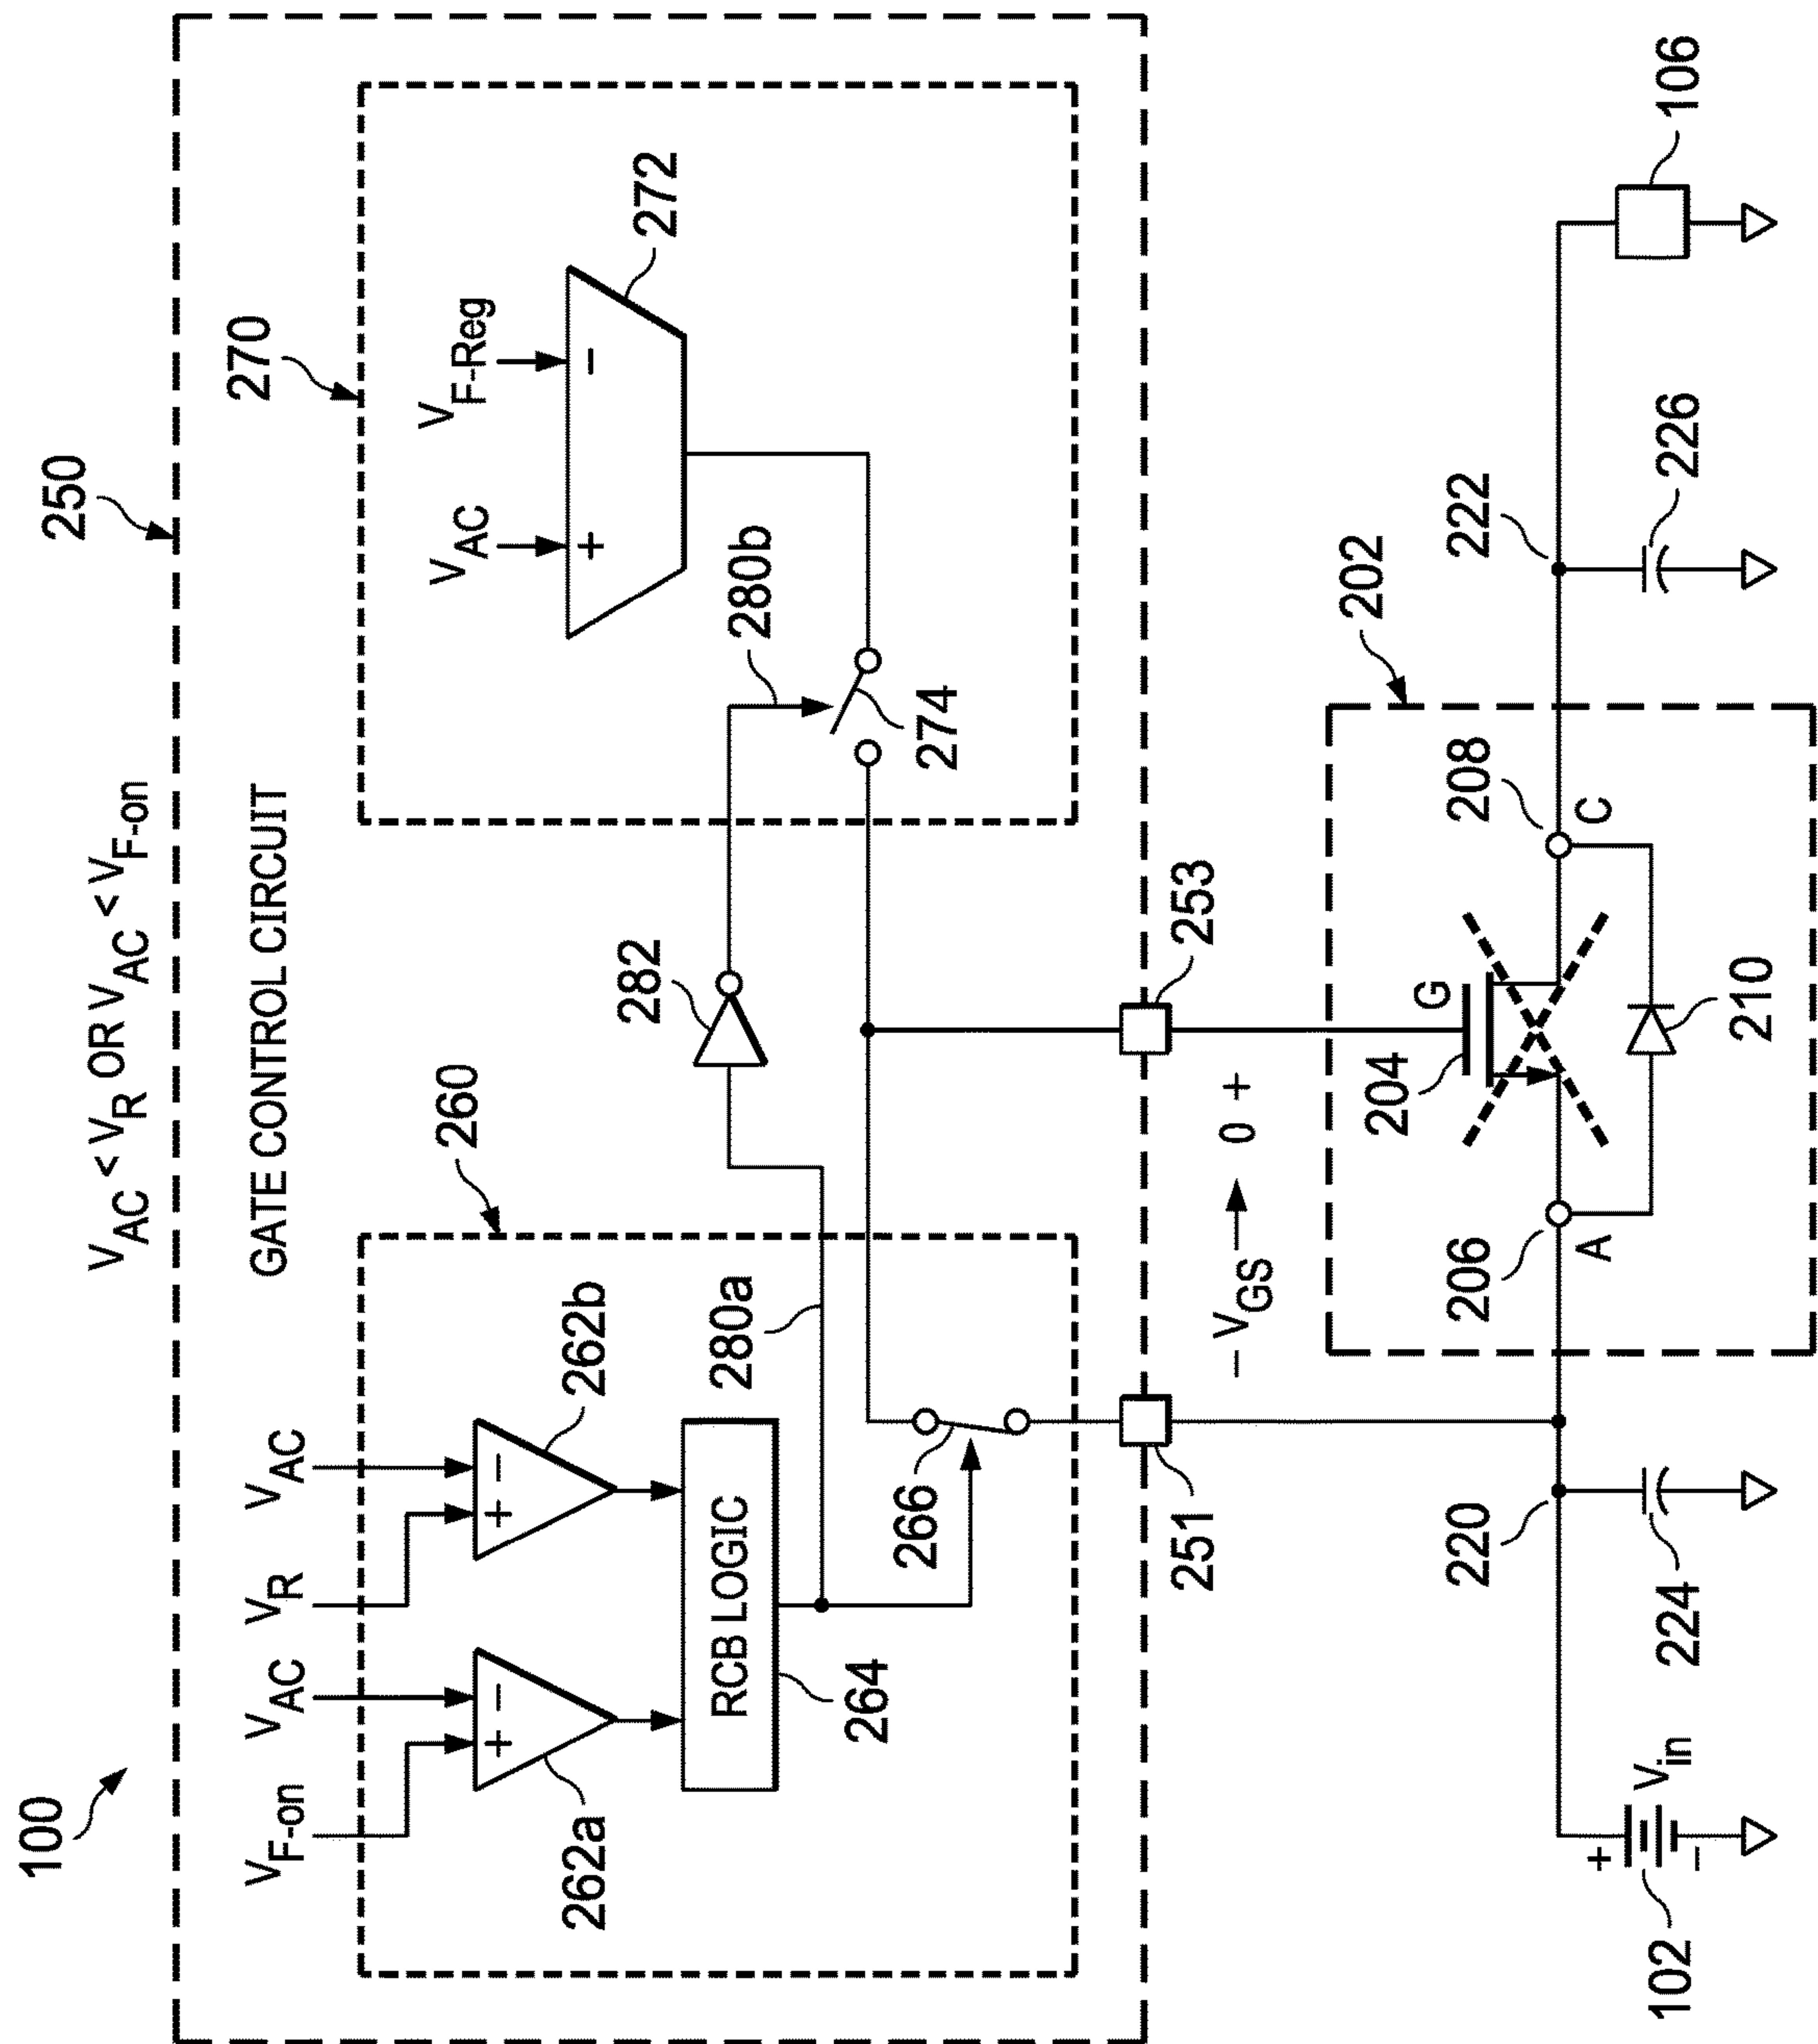 100
V_AC < V_R OR V_AC < V_F-on
250
GATE CONTROL CIRCUIT
260
270
V_F-on
V_AC
V_R
V_AC
+
−
+
−
262a
262b
RCB LOGIC
264
280a
266
282
V_AC
V_F-Reg
+
−
272
280b
274
251
253
− V_GS → 0 +
202
G
204
206
A
208
C
210
220
222
224
226
102
+
−
V_in
106